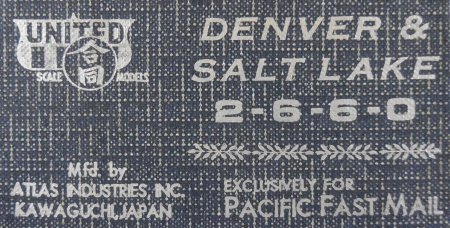 UNITED
合同
SCALE MODELS
DENVER &
SALT LAKE
2-6-6-0
Mfd. by
ATLAS INDUSTRIES, INC.
KAWAGUCHI, JAPAN
EXCLUSIVELY FOR
PACIFIC FAST MAIL